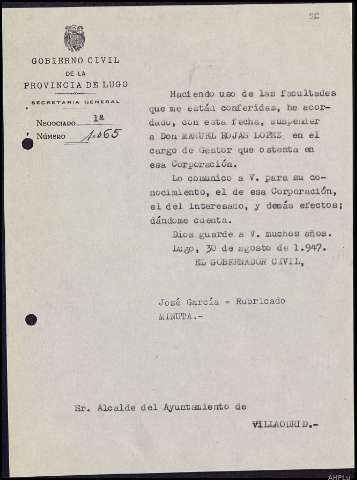 GOBIERNO CIVIL
DE LA
PROVINCIA DE LUGO
SECRETARIA GENERAL
NEGOCIADO 1ª
NÚMERO 1.065
Haciendo uso de las facultades
que me están conferidas, he acor-
dado, con esta fecha, suspender
a Don MANUEL ROJAS LOPEZ, en el
cargo de Gestor que ostenta en
esa Corporación.
Lo comunico a V. para su co-
nocimiento, el de esa Corporación,
el del interesado, y demás efectos;
dándome cuenta.
Dios guarde a V. muchos años.
Lugo, 30 de agosto de 1.947.
EL GOBERNADOR CIVIL,
José García = Rubricado
MINUTA.-
Sr. Alcalde del Ayuntamiento de
VILLAODRID.-
AHPLu